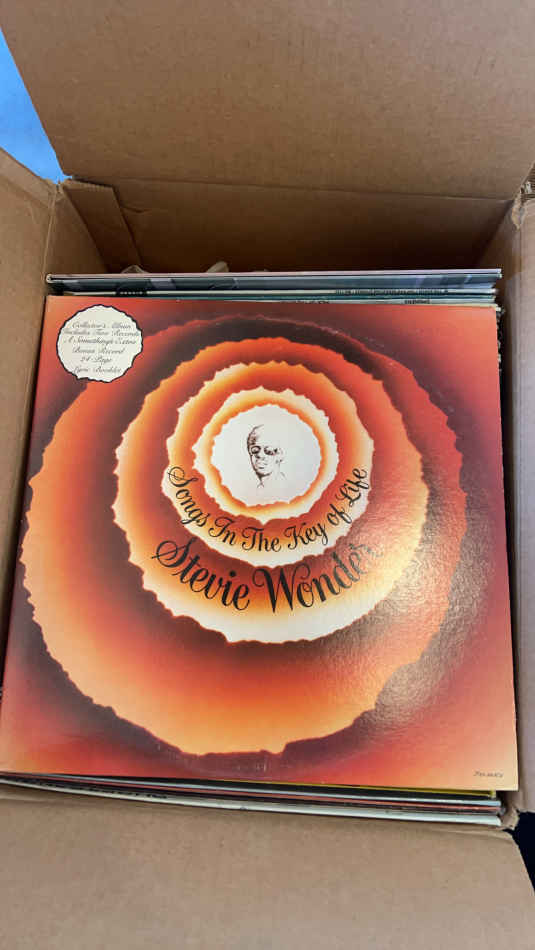 Collector's Album
Includes Two Records
A Something's Extra
Bonus Record
24-Page
Lyric Booklet
Songs In The Key of Life
Stevie Wonder